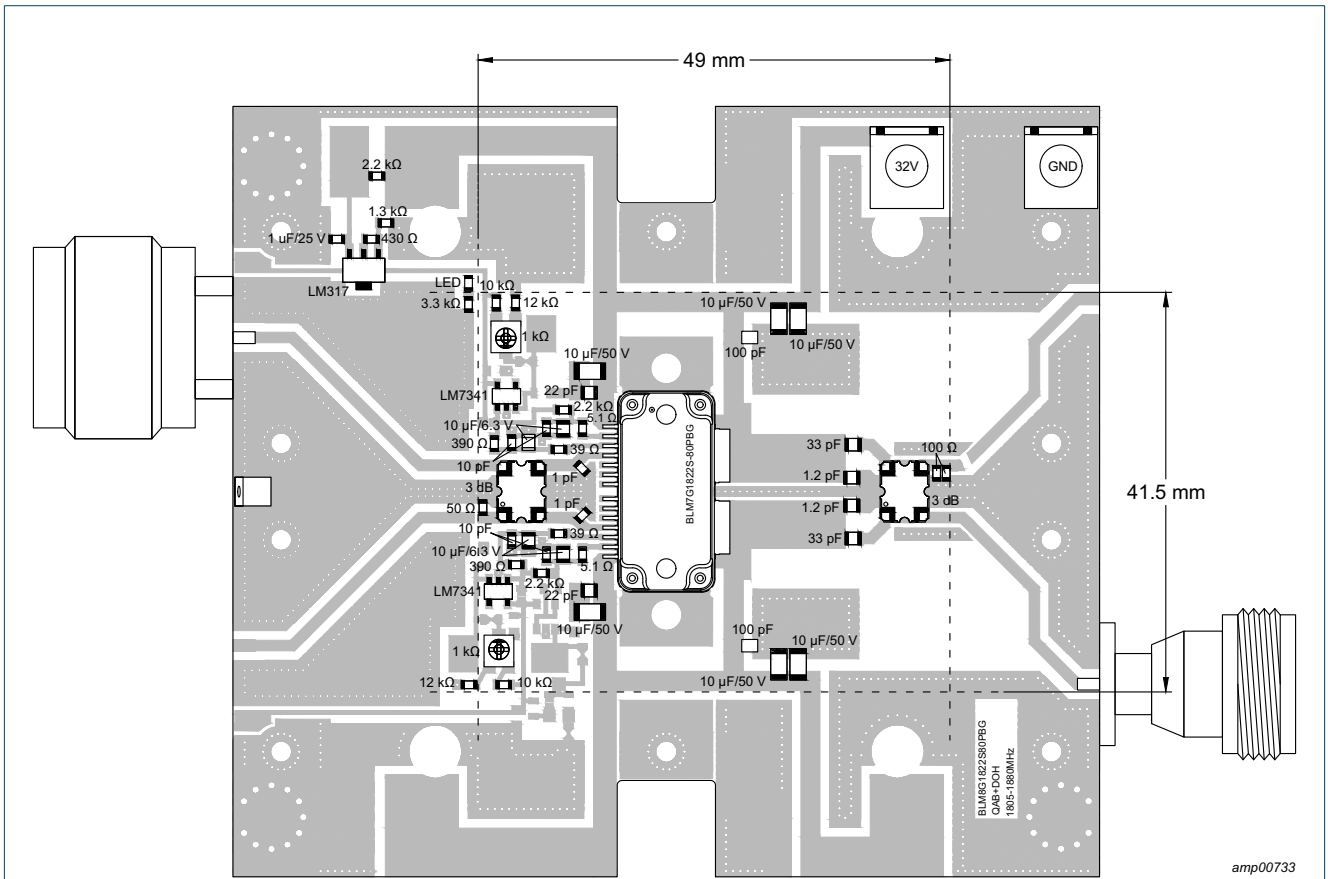 49 mm
32V
GND
2.2 kΩ
1.3 kΩ
1 uF/25 V
430 Ω
LM317
LED
10 kΩ
3.3 kΩ
12 kΩ
1 kΩ
10 µF/50 V
10 µF/50 V
100 pF
10 µF/50 V
LM7341
22 pF
2.2 kΩ
5.1 Ω
10 µF/6.3 V
390 Ω
39 Ω
10 pF
1 pF
3 dB
BLM7G1822S-80PBG
33 pF
100 Ω
1.2 pF
3 dB
41.5 mm
50 Ω
1 pF
1.2 pF
10 pF
39 Ω
33 pF
10 µF/6.3 V
390 Ω
5.1 Ω
LM7341
2.2 kΩ
22 pF
10 µF/50 V
100 pF
10 µF/50 V
1 kΩ
12 kΩ
10 kΩ
10 µF/50 V
BLM8G1822S80PBG
QAB+DOH
1805-1880MHz
amp00733